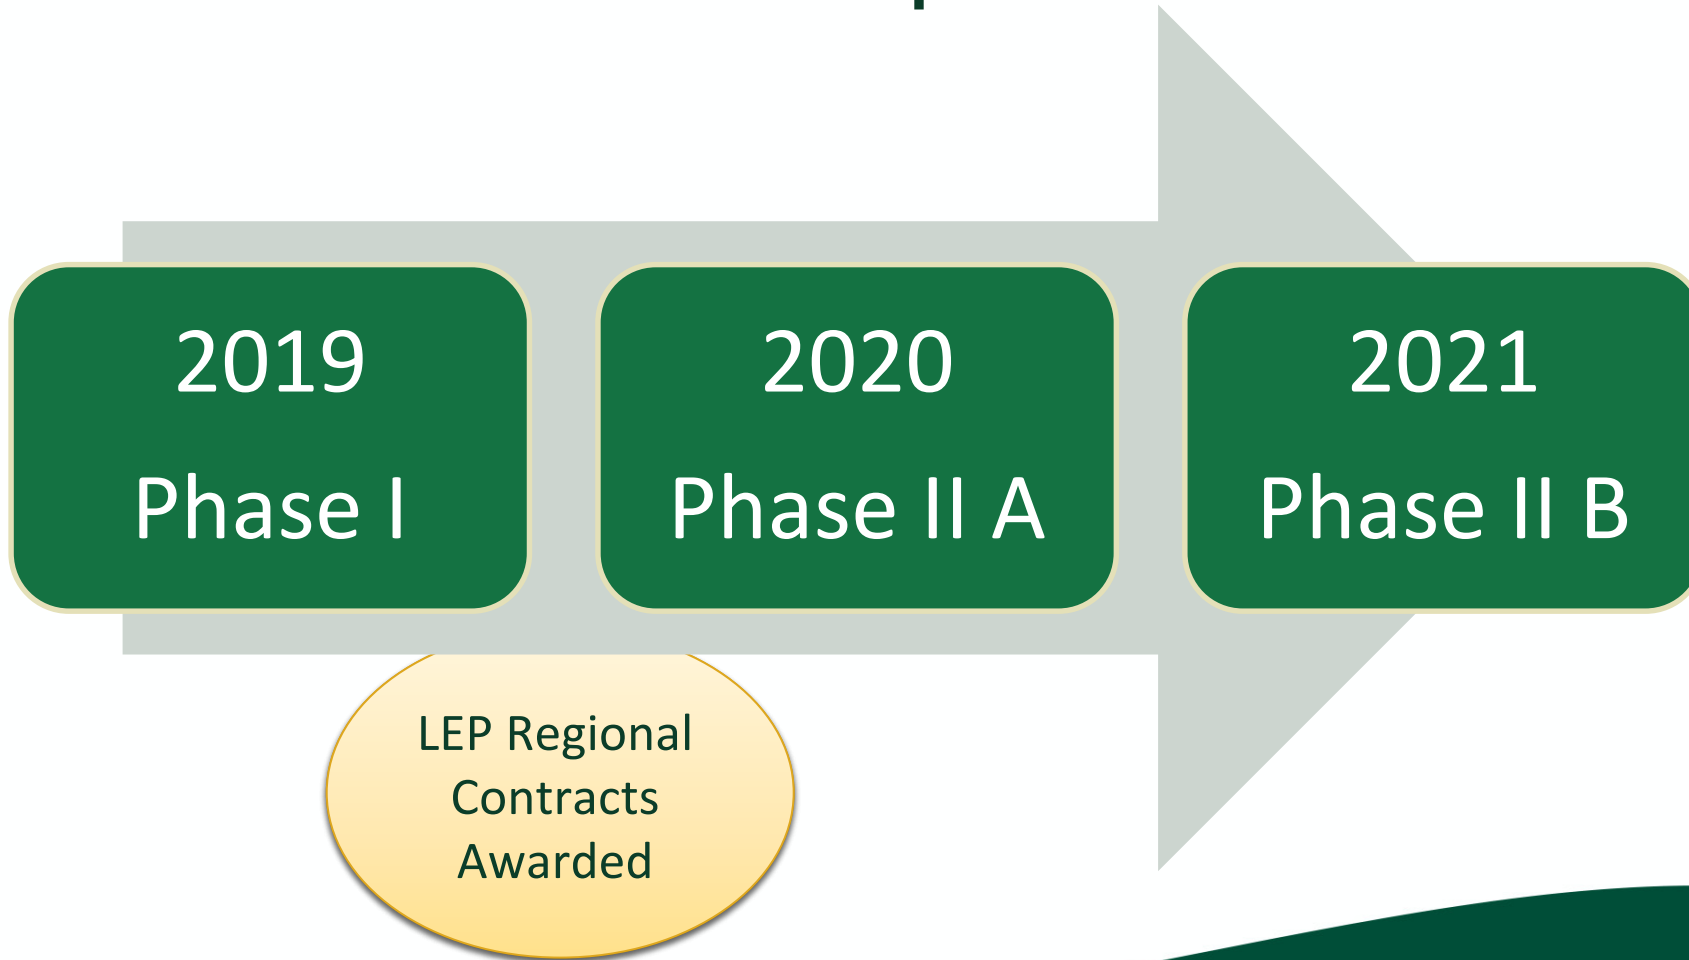 2019
Phase I
2020
Phase II A
2021
Phase II B
LEP Regional
Contracts
Awarded